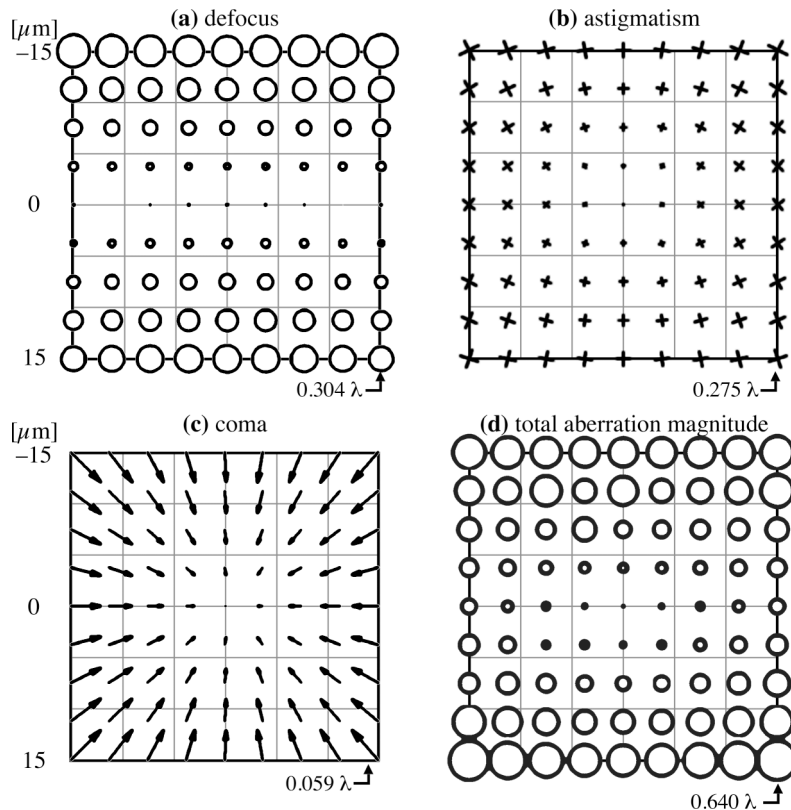 (a) defocus
(b) astigmatism
[μm]
–15
0
15
0.304 λ
0.275 λ
(c) coma
(d) total aberration magnitude
[μm]
–15
0
15
0.059 λ
0.640 λ